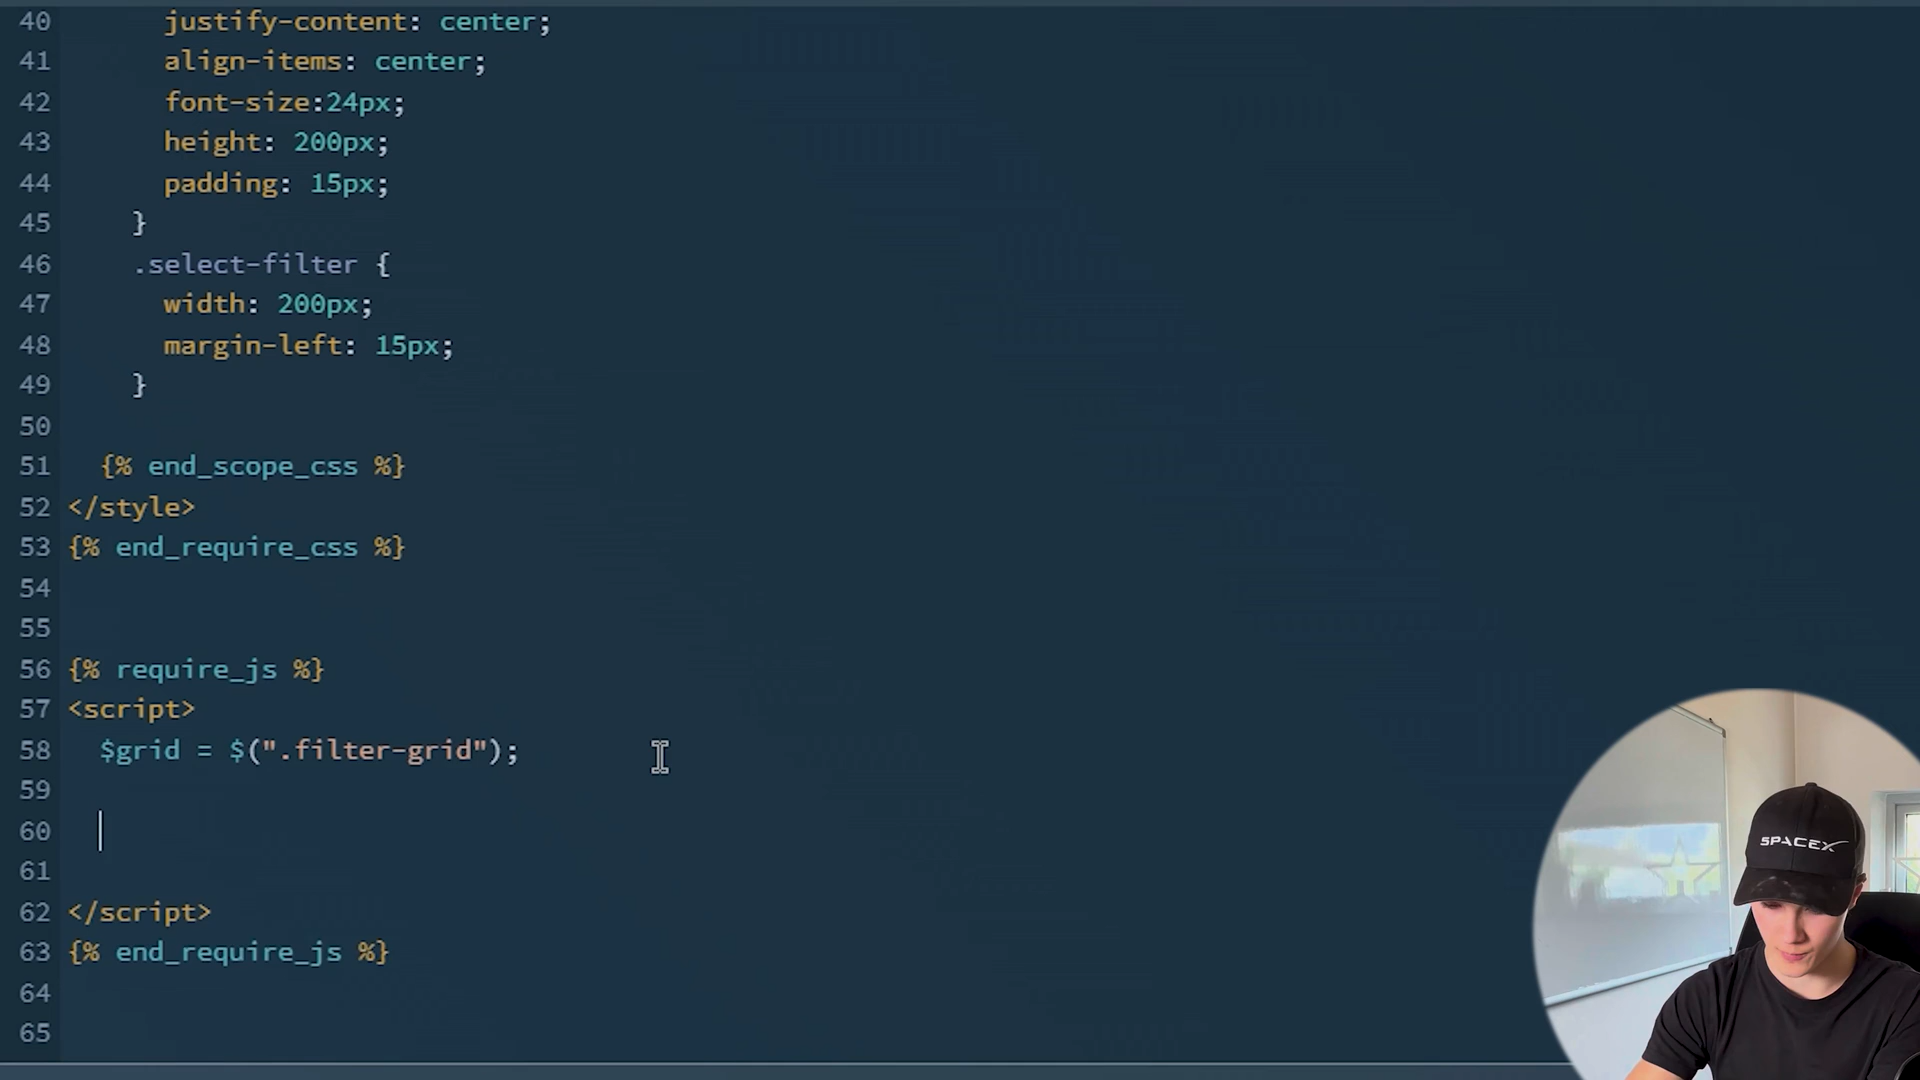 40 justify-content: center;
41 align-items: center;
42 font-size:24px;
43 height: 200px;
44 padding: 15px;
45 }
46 .select-filter {
47 width: 200px;
48 margin-left: 15px;
49 }
50
51 {% end_scope_css %}
52 </style>
53 {% end_require_css %}
54
55
56 {% require_js %}
57 <script>
58 $grid = $(".filter-grid");
59
60
61
62 </script>
63 {% end_require_js %}
64
65
SPACEX